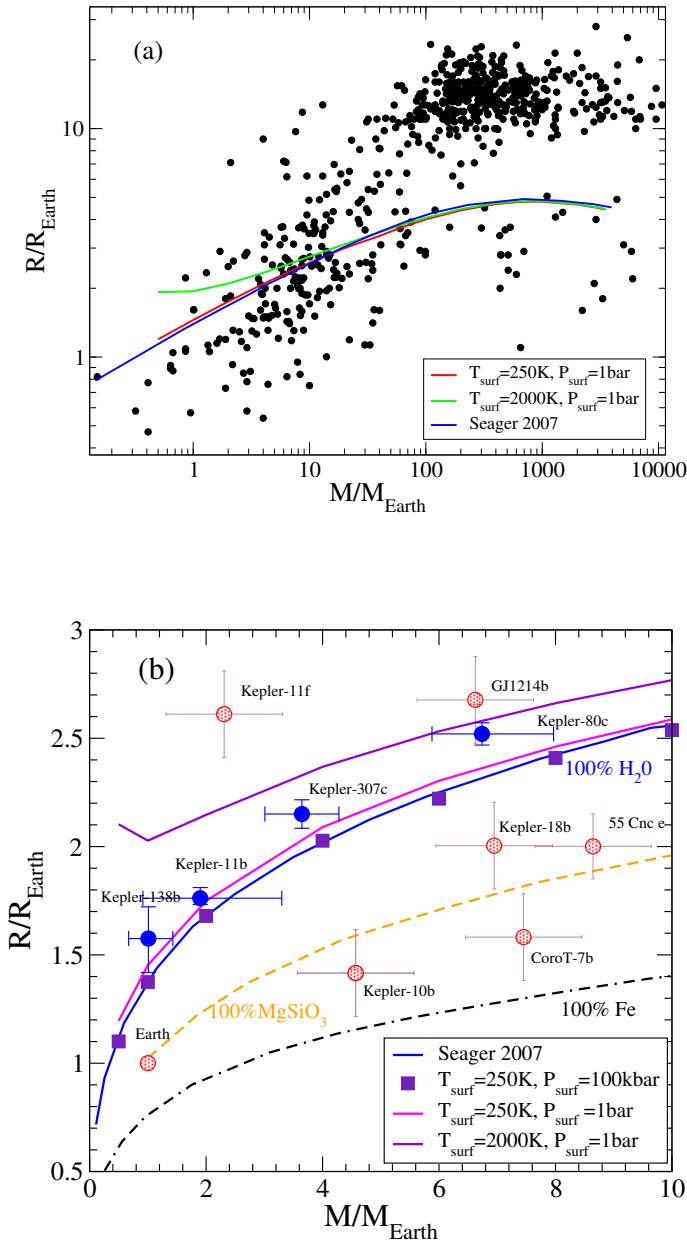 (a)
R/R_Earth
10
1
T_surf=250K, P_surf=1bar
T_surf=2000K, P_surf=1bar
Seager 2007
1 10 100 1000 10000
M/M_Earth
(b)
R/R_Earth
3
2.5
2
1.5
1
0.5
Kepler-11f
GJ1214b
Kepler-80c
100% H_20
Kepler-307c
Kepler-18b
55 Cnc e
Kepler-11b
Kepler-138b
CoroT-7b
Kepler-10b
100%MgSiO_3
100% Fe
Earth
Seager 2007
T_surf=250K, P_surf=100kbar
T_surf=250K, P_surf =1bar
T_surf=2000K, P_surf=1bar
0 2 4 6 8 10
M/M_Earth